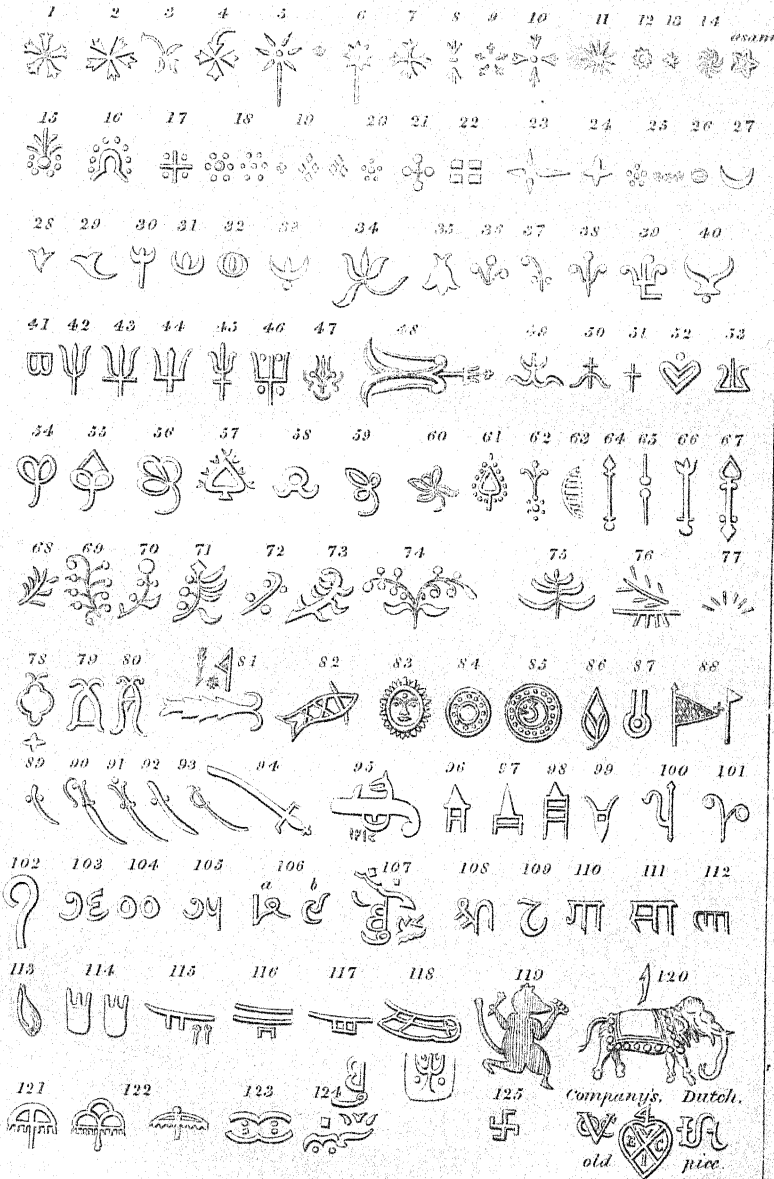 1 2 3 4 5 6 7 8 9 10 11 12 13 14 asam
15 16 17 18 19 20 21 22 23 24 25 26 27
28 29 30 31 32 33 34 35 36 37 38 39 40
41 42 43 44 45 46 47 48 49 50 51 52 53
54 55 56 57 58 59 60 61 62 63 64 65 66 67
68 69 70 71 72 73 74 75 76 77
78 79 80 81 82 83 84 85 86 87 88
89 90 91 92 93 94 95 96 97 98 99 100 101
102 103 104 105 106 107 108 109 110 111 112
a b
113 114 115 116 117 118 119 120
121 122 123 124 125 Company's, Dutch.
old pice.